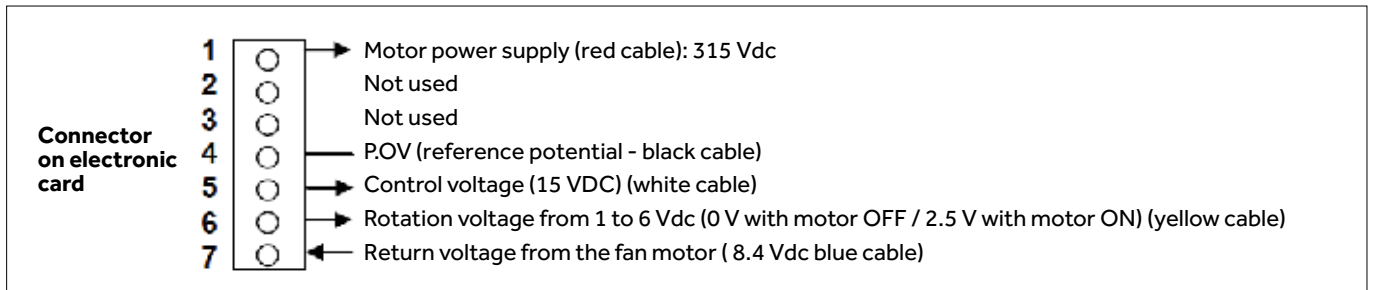 1 Motor power supply (red cable): 315 Vdc
2 Not used
3 Not used
Connector
on electronic
card
4 P.OV (reference potential - black cable)
5 Control voltage (15 VDC) (white cable)
6 Rotation voltage from 1 to 6 Vdc (0 V with motor OFF / 2.5 V with motor ON) (yellow cable)
7 Return voltage from the fan motor ( 8.4 Vdc blue cable)